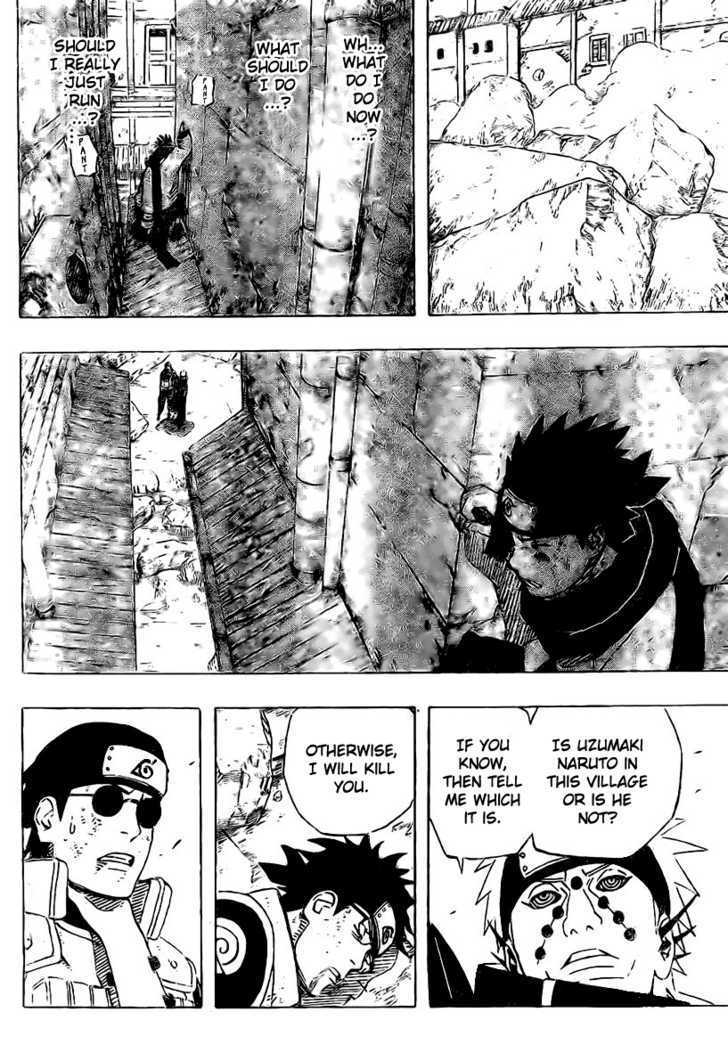 WH...
WHAT
DO I
DO
NOW
...?
WHAT
SHOULD
I DO
...?
PANT
SHOULD
I REALLY
JUST
RUN
...?
......
PANT
IS UZUMAKI
NARUTO IN
THIS VILLAGE
OR IS HE
NOT?
IF YOU
KNOW,
THEN TELL
ME WHICH
IT IS.
OTHERWISE,
I WILL KILL
YOU.